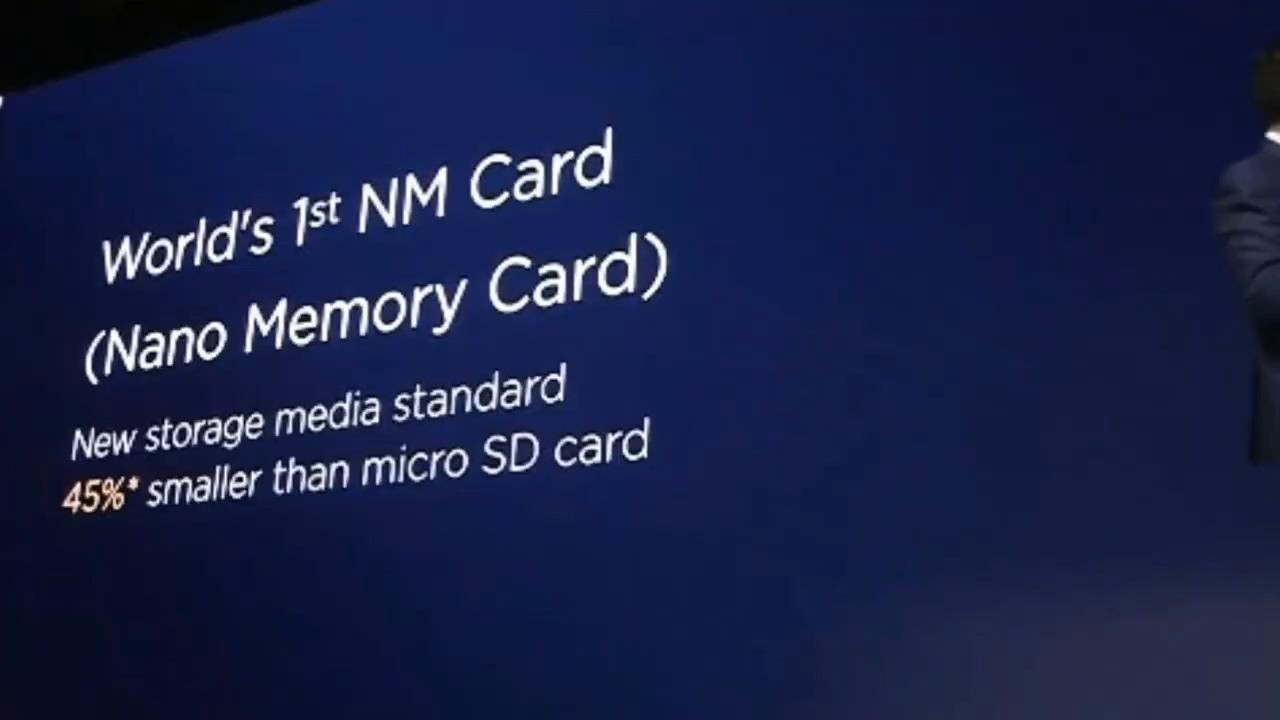 World's 1st NM Card
(Nano Memory Card)
New storage media standard
45%* smaller than micro SD card